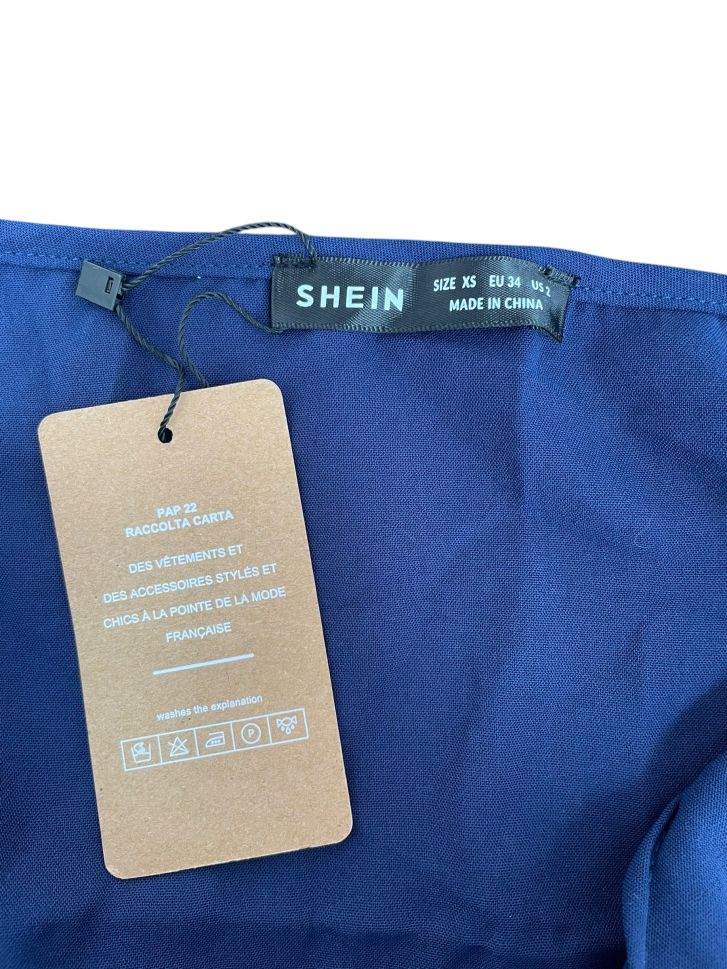 SHEIN
SIZE XS EU 34 US 2
MADE IN CHINA
PAP 22
RACCOLTA CARTA
DES VÊTEMENTS ET
DES ACCESSOIRES STYLÉS ET
CHICS À LA POINTE DE LA MODE
FRANÇAISE
washes the explanation
P